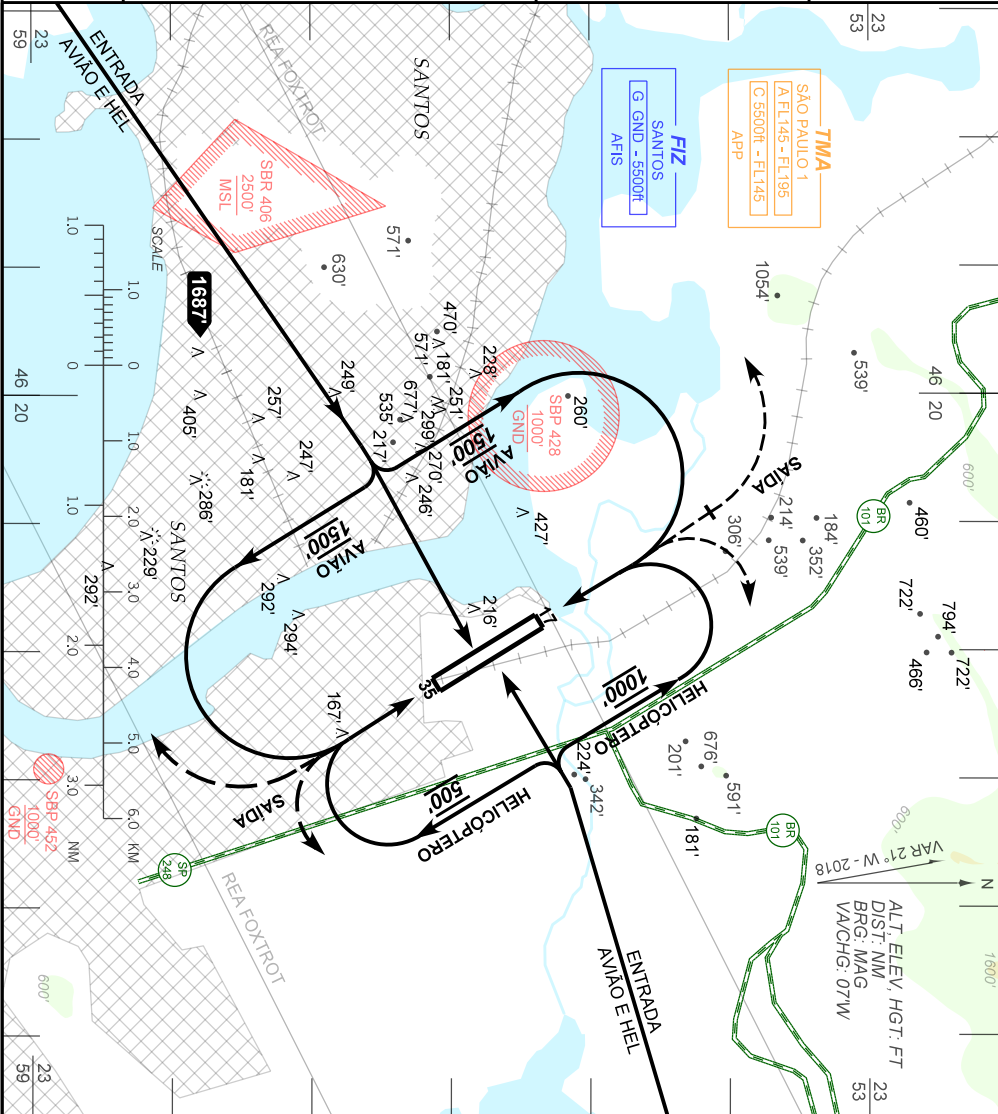 23
59
23
53
ENTRADA
AVIÃO E HEL
REA FOXTROT
SANTOS
TMA
SÃO PAULO 1
A FL145 - FL195
C 5500ft - FL145
APP
FIZ
SANTOS
G GND - 5500ft
AFIS
SBR 406
2500'
MSL
571'
630'
1054'
539'
46
20
600'
460'
BR
101
184'
352'
214'
539'
306'
SAÍDA
722'
794'
722'
466'
SBP 428
1000'
GND
260'
228'
470'
181'
571'
251'
677'
299'
535'
270'
217'
246'
427'
249'
257'
247'
181'
405'
286'
229'
292'
292'
294'
1687'
SCALE
1.0
0
1.0
2.0
3.0
NM
1.0
0
1.0
2.0
3.0
4.0
5.0
6.0
KM
46
20
AVIÃO
1500'
AVIÃO
1500'
SANTOS
216'
17
35
167'
HELICÓPTERO
1000'
HELICÓPTERO
500'
SAÍDA
224'
342'
676'
201'
591'
181'
BR
101
SP
248
SBP 452
1000'
GND
REA FOXTROT
600'
600'
1600'
N
VAR 21° W - 2018
ALT, ELEV, HGT: FT
DIST: NM
BRG: MAG
VA/CHG: 07'W
ENTRADA
AVIÃO E HEL
23
59
23
53